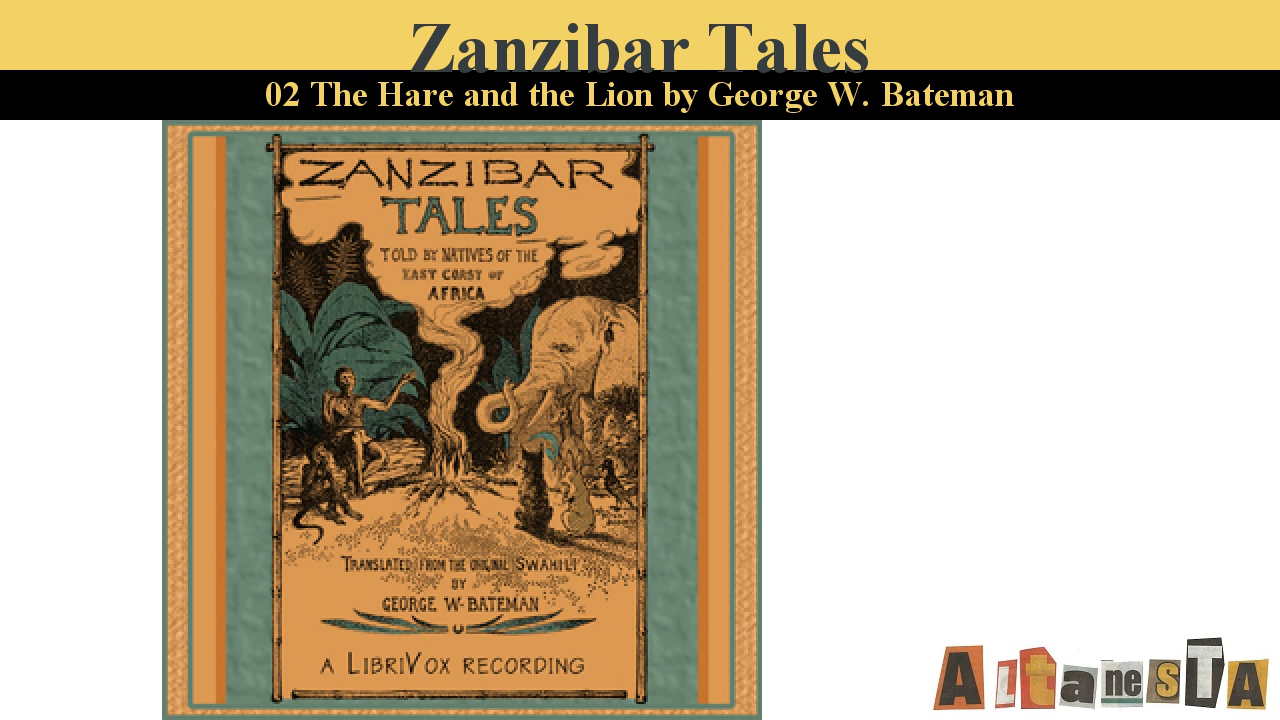 Zanzibar Tales
02 The Hare and the Lion by George W. Bateman
ZANZIBAR
TALES
TOLD BY NATIVES OF THE
EAST COAST OF
AFRICA
TRANSLATED FROM THE ORIGINAL SWAHILI
BY
GEORGE W. BATEMAN
A LIBRIVOX RECORDING
AltanesTA